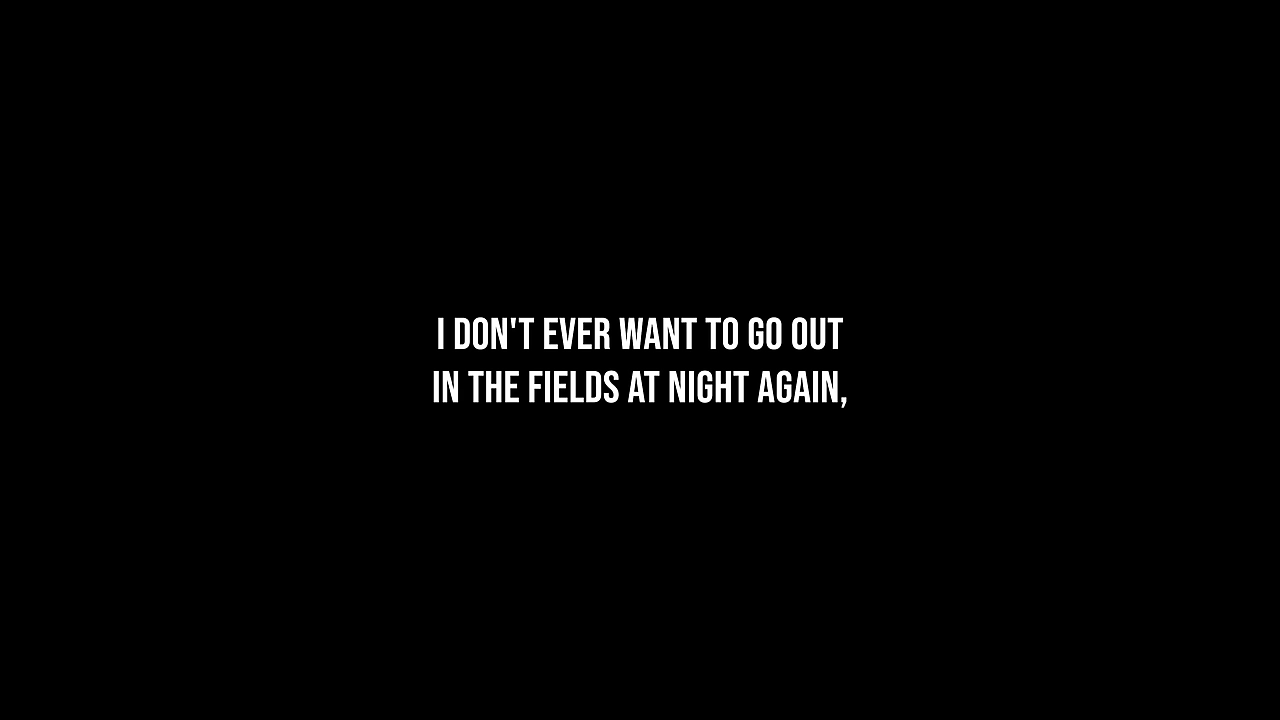 I DON'T EVER WANT TO GO OUT
IN THE FIELDS AT NIGHT AGAIN,